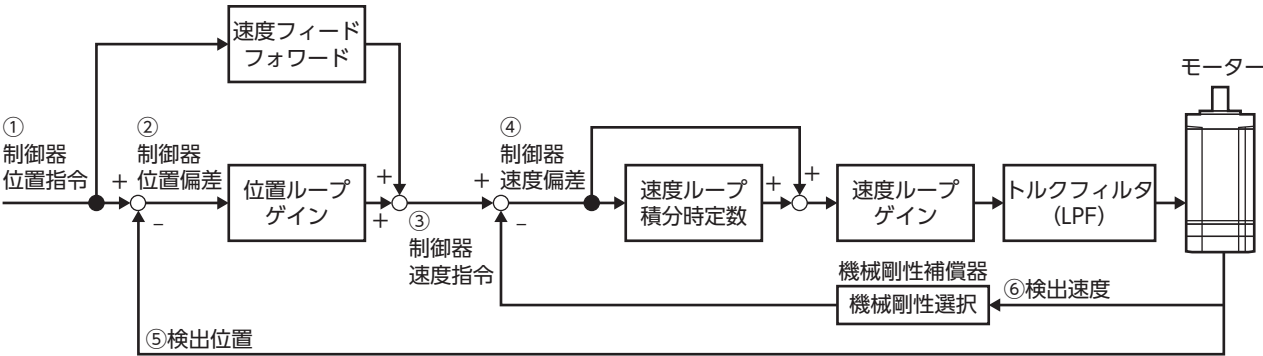 速度フィード
フォワード
モーター
①
制御器
位置指令
②
制御器
位置偏差
④
制御器
速度偏差
+
–
位置ループ
ゲイン
+
+
③
制御器
速度指令
+
–
速度ループ
積分時定数
+
+
速度ループ
ゲイン
トルクフィルタ
(LPF)
機械剛性補償器
機械剛性選択
⑥検出速度
⑤検出位置